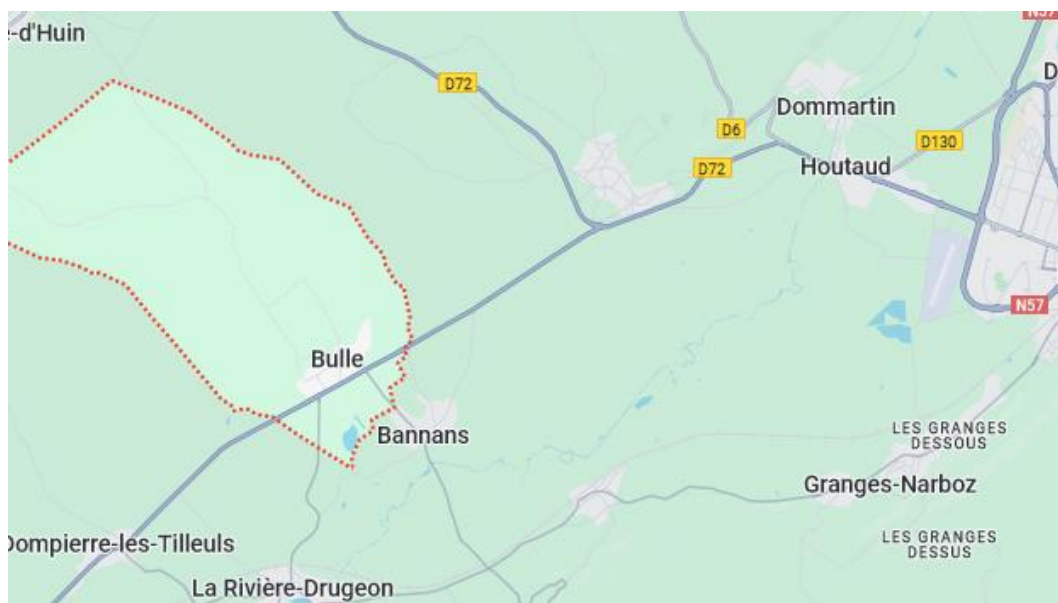 e-d'Huin
N57
D
D72
Dommartin
D6
D130
D72
Houtaud
N57
Bulle
Bannans
LES GRANGES
DESSOUS
Granges-Narboz
LES GRANGES
DESSUS
Dompierre-les-Tilleuls
La Rivière-Drugeon